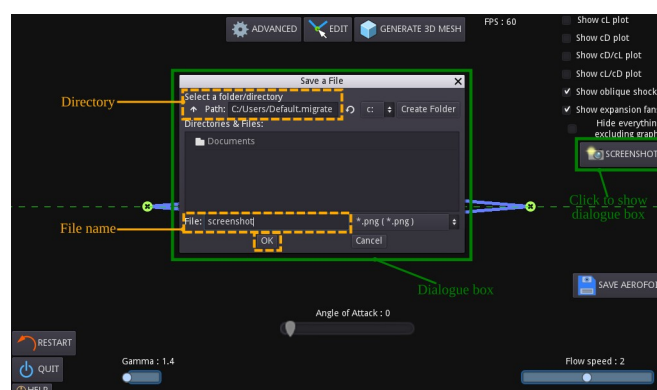 ADVANCED EDIT GENERATE 3D MESH FPS : 60
Show cL plot
Show cD plot
Show cD/cL plot
Show cL/cD plot
Show oblique shock
Show expansion fan
Hide everythin
excluding grap
SCREENSHOT
Click to show
dialogue box
Save a File
Select a folder/directory
Directory
Path: C:/Users/Default.migrate c: Create Folder
Directories & Files:
Documents
File name
File: screenshot *.png ( *.png )
OK Cancel
Dialogue box
SAVE AEROFOI
Angle of Attack : 0
RESTART
QUIT
HELP
Gamma : 1.4
Flow speed : 2